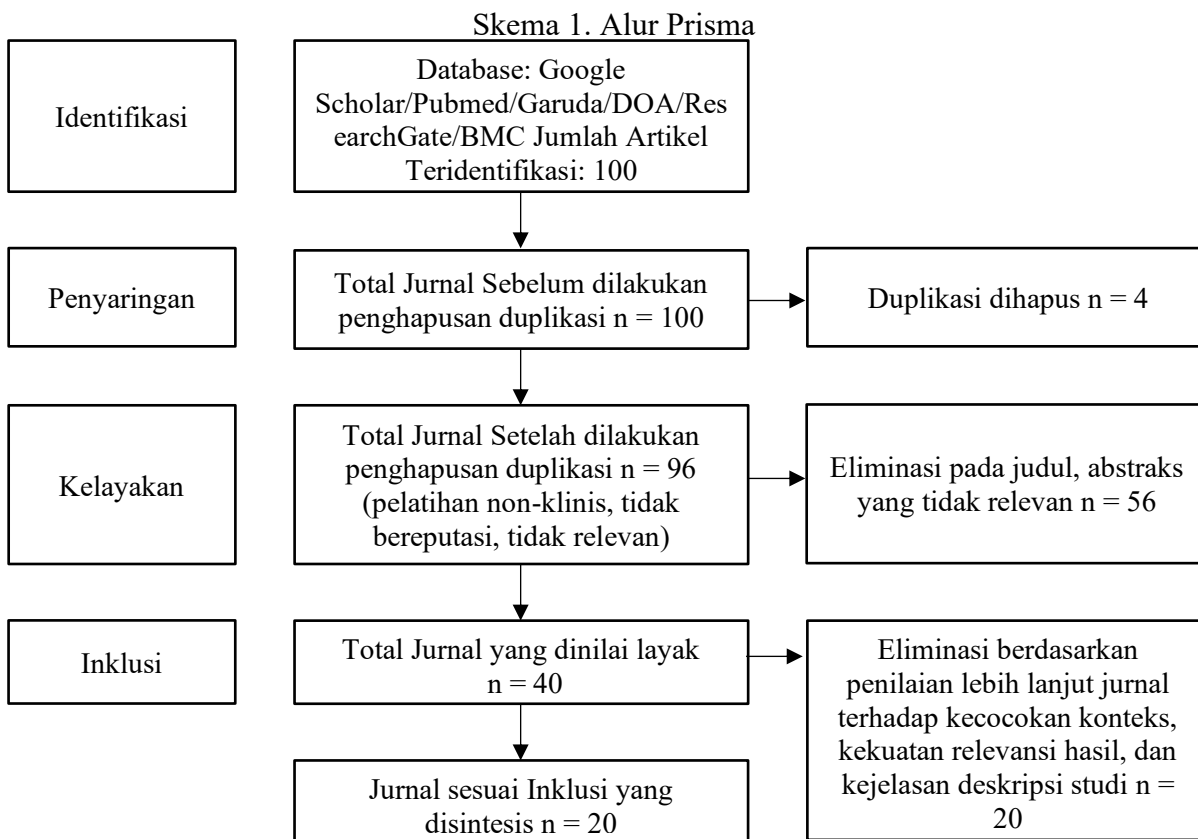 Skema 1. Alur Prisma
Identifikasi
Database: Google
Scholar/Pubmed/Garuda/DOA/Res
earchGate/BMC Jumlah Artikel
Teridentifikasi: 100
Penyaringan
Total Jurnal Sebelum dilakukan
penghapusan duplikasi n = 100
Duplikasi dihapus n = 4
Kelayakan
Total Jurnal Setelah dilakukan
penghapusan duplikasi n = 96
(pelatihan non-klinis, tidak
bereputasi, tidak relevan)
Eliminasi pada judul, abstraks
yang tidak relevan n = 56
Inklusi
Total Jurnal yang dinilai layak
n = 40
Eliminasi berdasarkan
penilaian lebih lanjut jurnal
terhadap kecocokan konteks,
kekuatan relevansi hasil, dan
kejelasan deskripsi studi n =
20
Jurnal sesuai Inklusi yang
disintesis n = 20